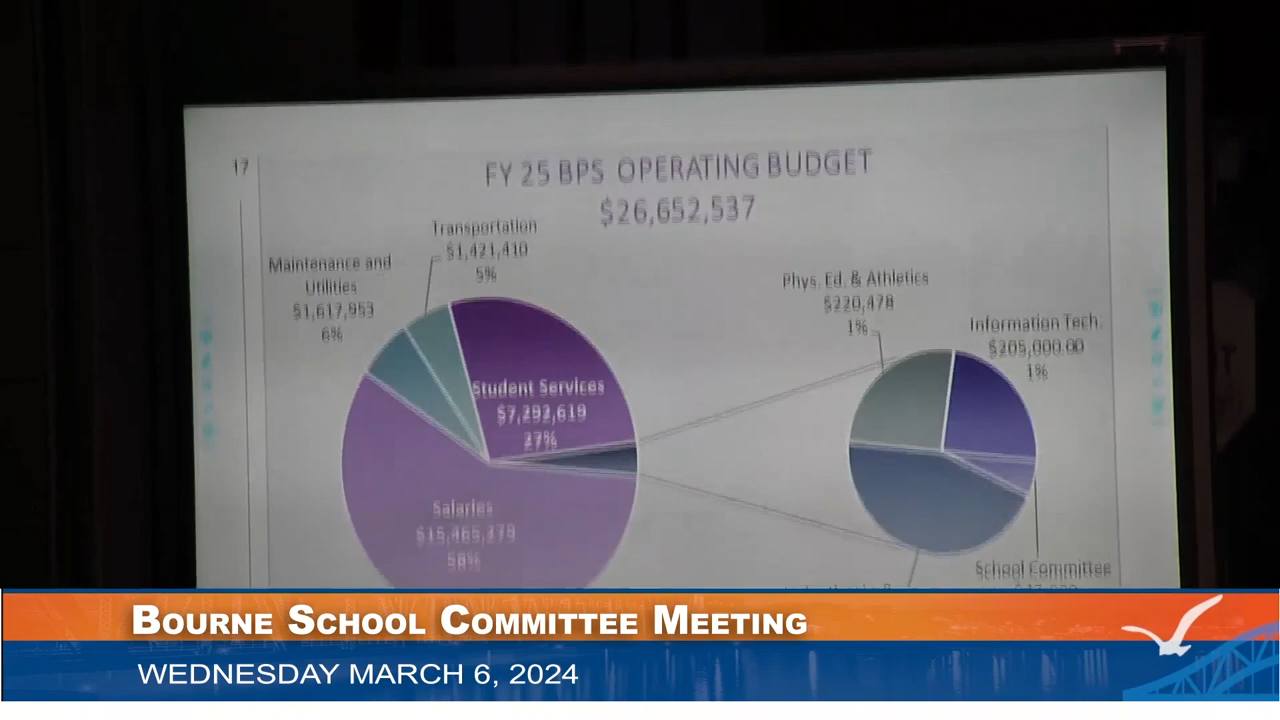 17
FY 25 BPS OPERATING BUDGET
$26,652,537
Transportation
$1,421,410
5%
Maintenance and
Utilities
$1,617,953
6%
Phys. Ed. & Athletics
$220,478
1%
Information Tech.
$205,000.00
1%
Student Services
$7,292,619
27%
Salaries
$15,465,279
58%
School Committee
BOURNE SCHOOL COMMITTEE MEETING
WEDNESDAY MARCH 6, 2024